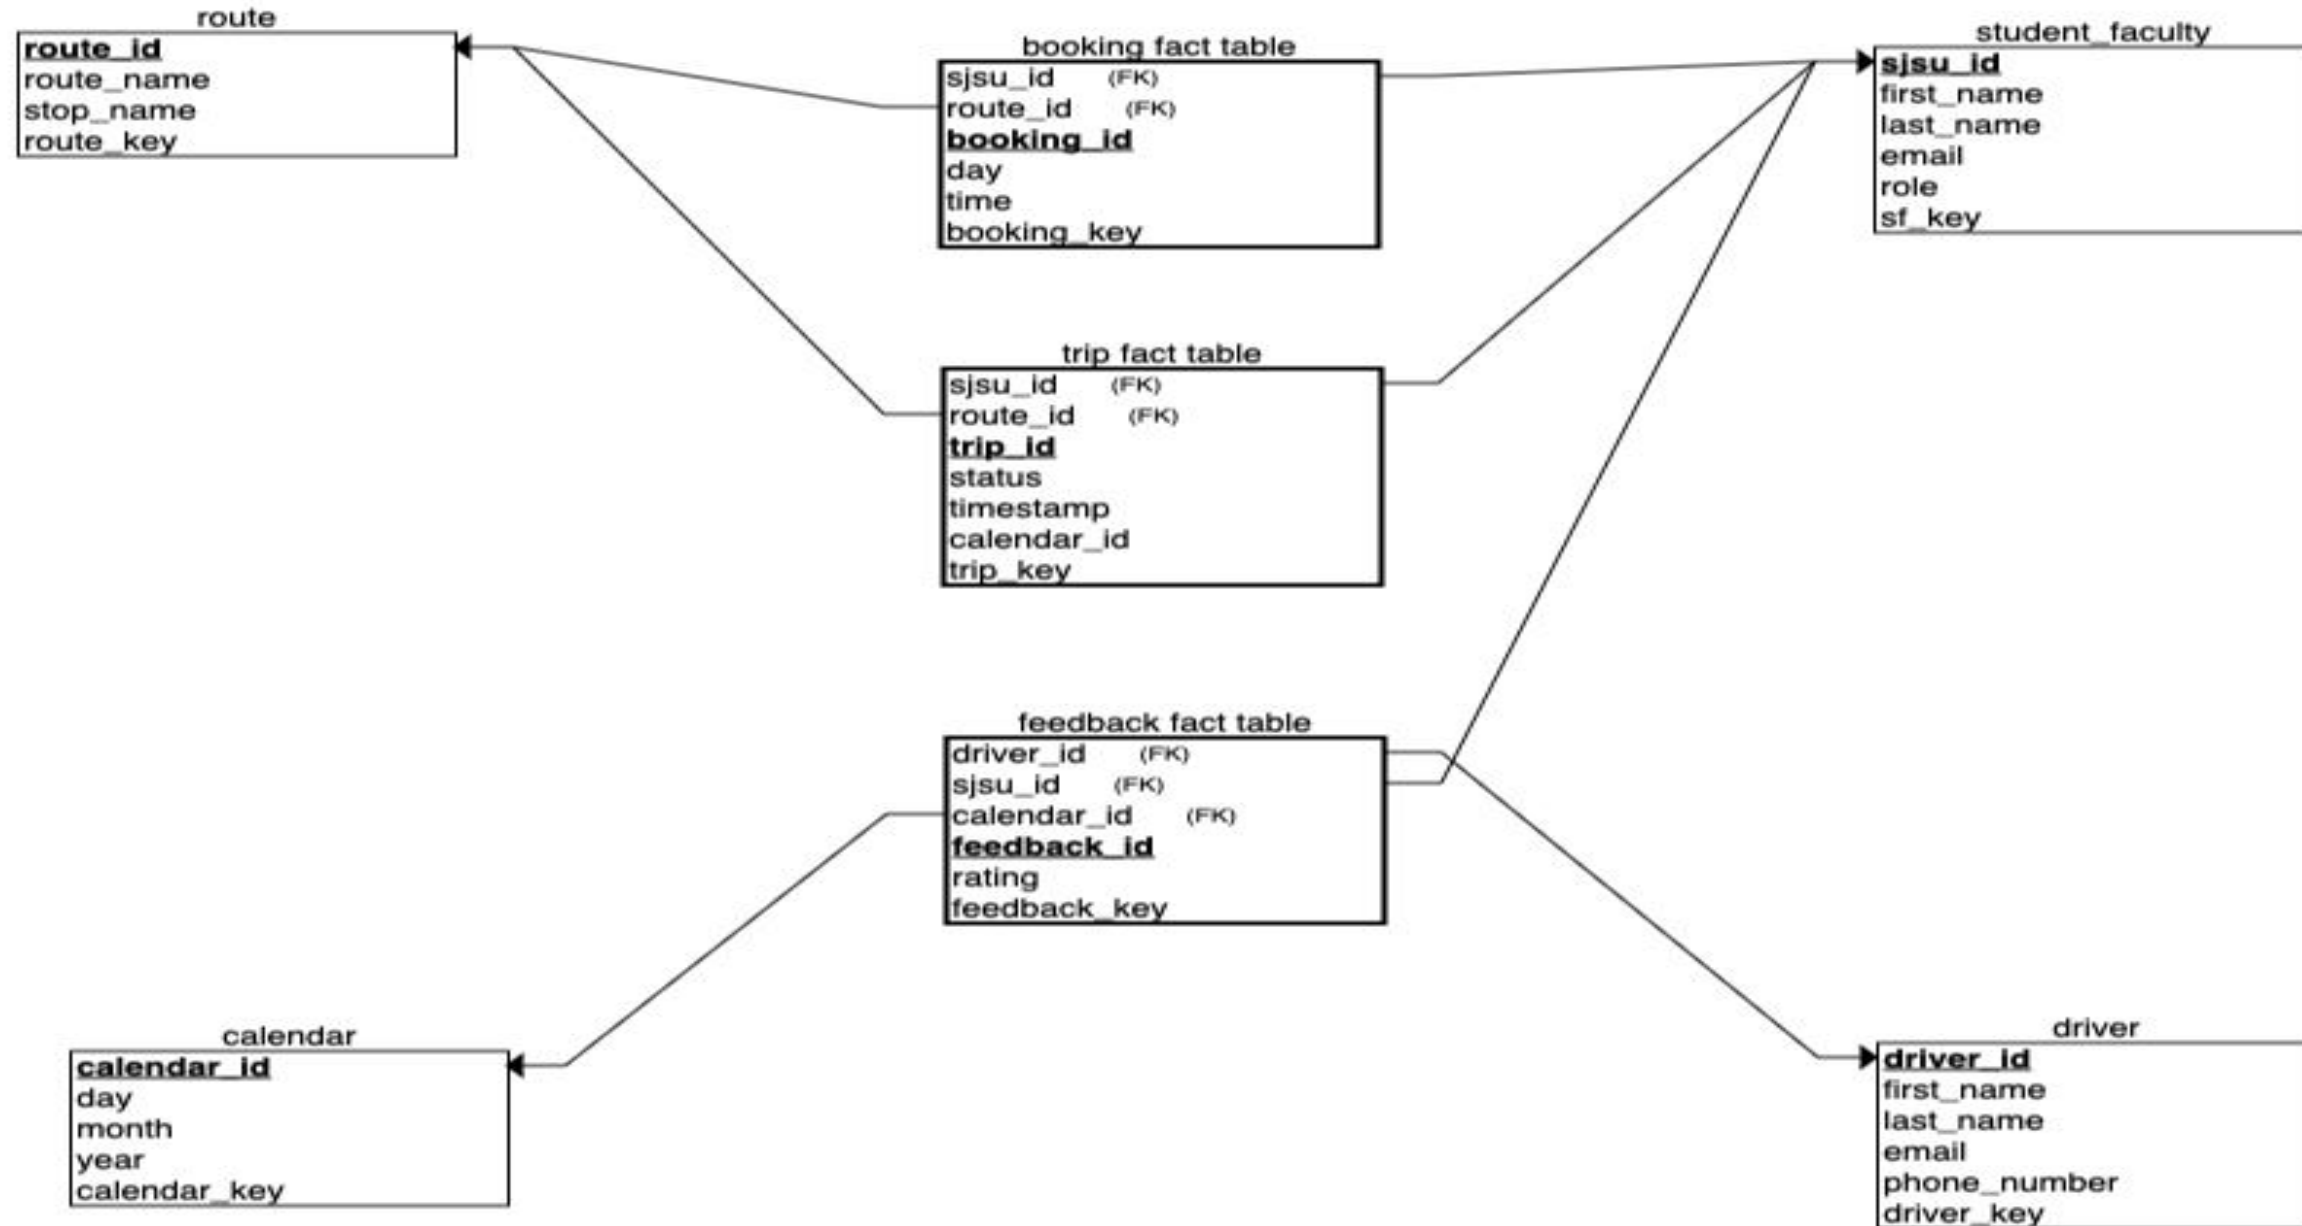 route
route_id
route_name
stop_name
route_key
booking fact table
sjsu_id (FK)
route_id (FK)
booking_id
day
time
booking_key
student_faculty
sjsu_id
first_name
last_name
email
role
sf_key
trip fact table
sjsu_id (FK)
route_id (FK)
trip_id
status
timestamp
calendar_id
trip_key
feedback fact table
driver_id (FK)
sjsu_id (FK)
calendar_id (FK)
feedback_id
rating
feedback_key
calendar
calendar_id
day
month
year
calendar_key
driver
driver_id
first_name
last_name
email
phone_number
driver_key